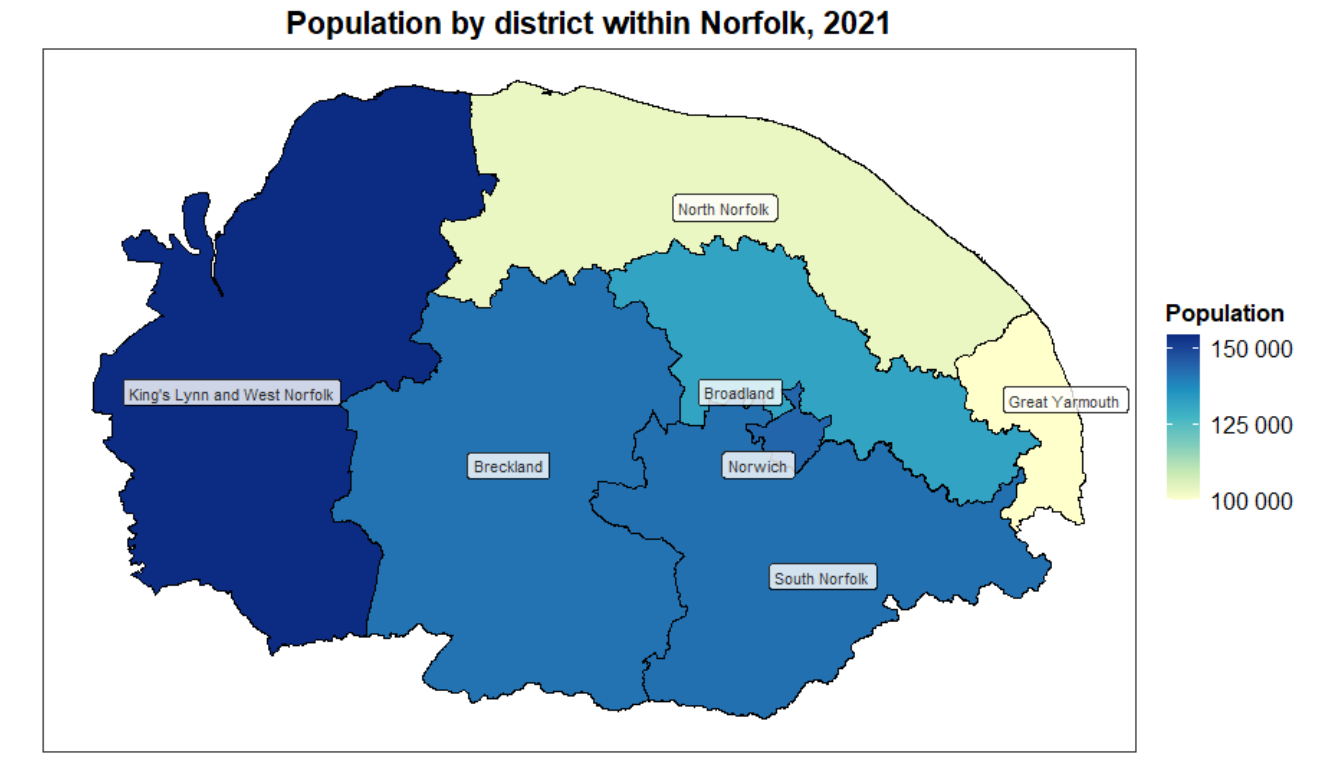 Population by district within Norfolk, 2021
North Norfolk
King's Lynn and West Norfolk
Broadland
Great Yarmouth
Breckland
Norwich
South Norfolk
Population
150 000
125 000
100 000